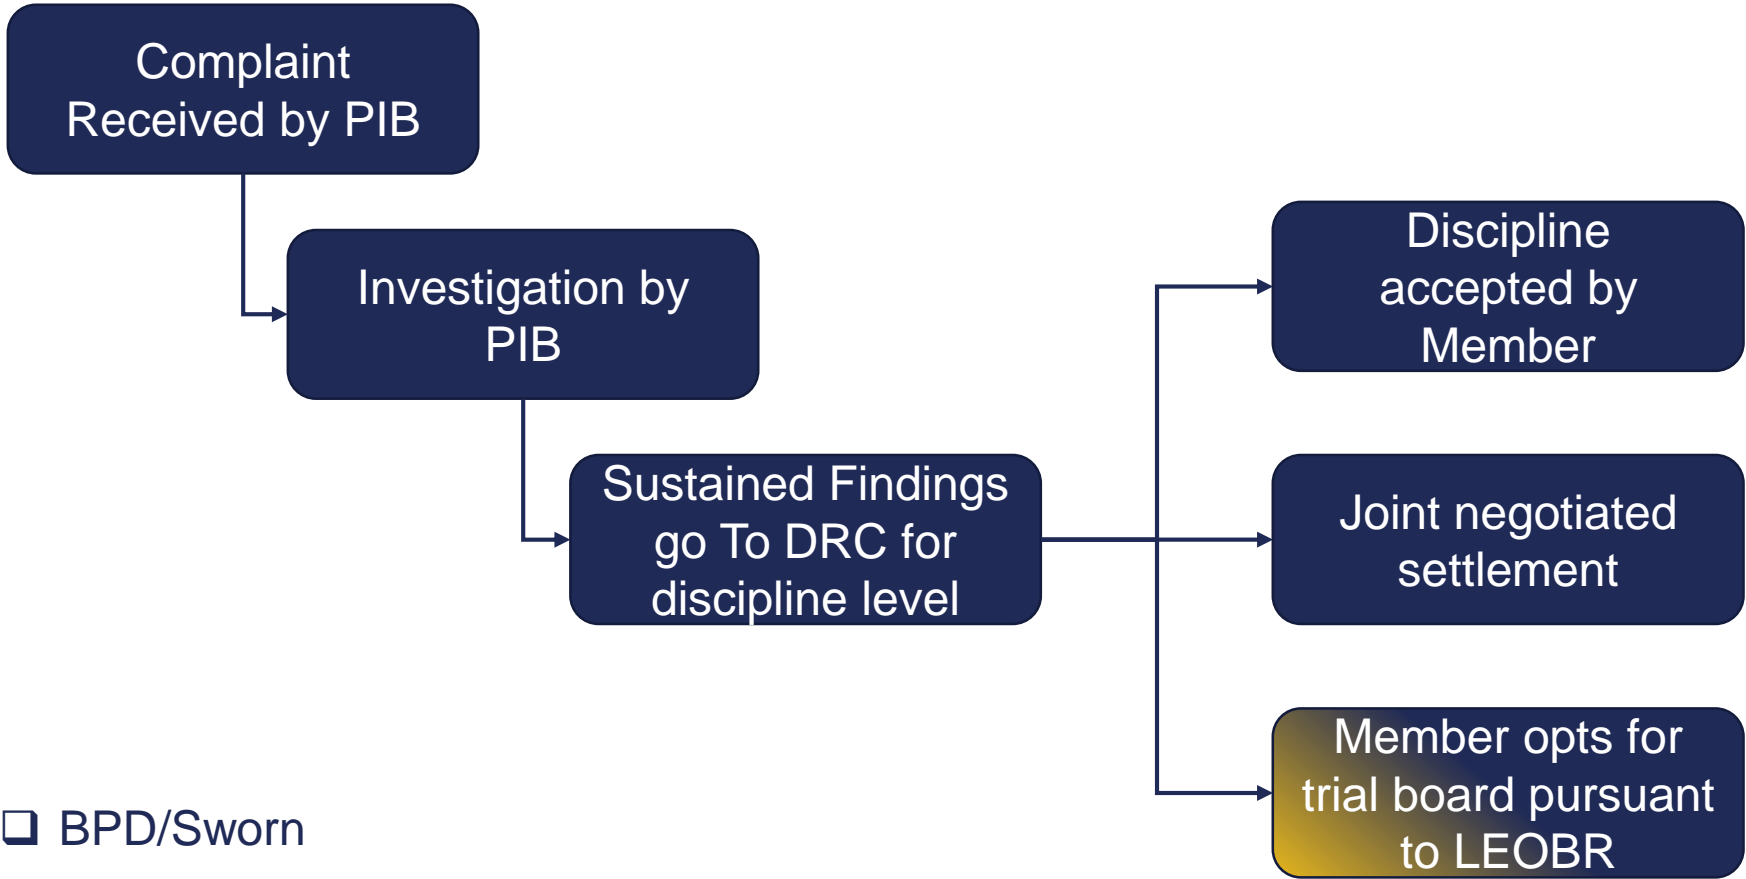 Complaint
Received by PIB
Investigation by
PIB
Sustained Findings
go To DRC for
discipline level
Discipline
accepted by
Member
Joint negotiated
settlement
Member opts for
trial board pursuant
to LEOBR
❑ BPD/Sworn